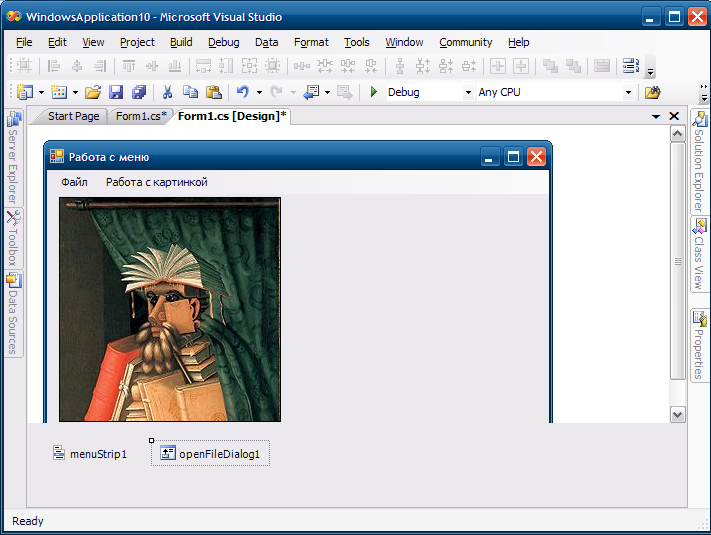 WindowsApplication10 - Microsoft Visual Studio
File Edit View Project Build Debug Data Format Tools Window Community Help
Debug Any CPU
Start Page Form1.cs* Form1.cs [Design]*
Server Explorer
Toolbox
Data Sources
Работа с меню
Файл Работа с картинкой
Solution Explorer
Class View
Properties
menuStrip1 openFileDialog1
Ready